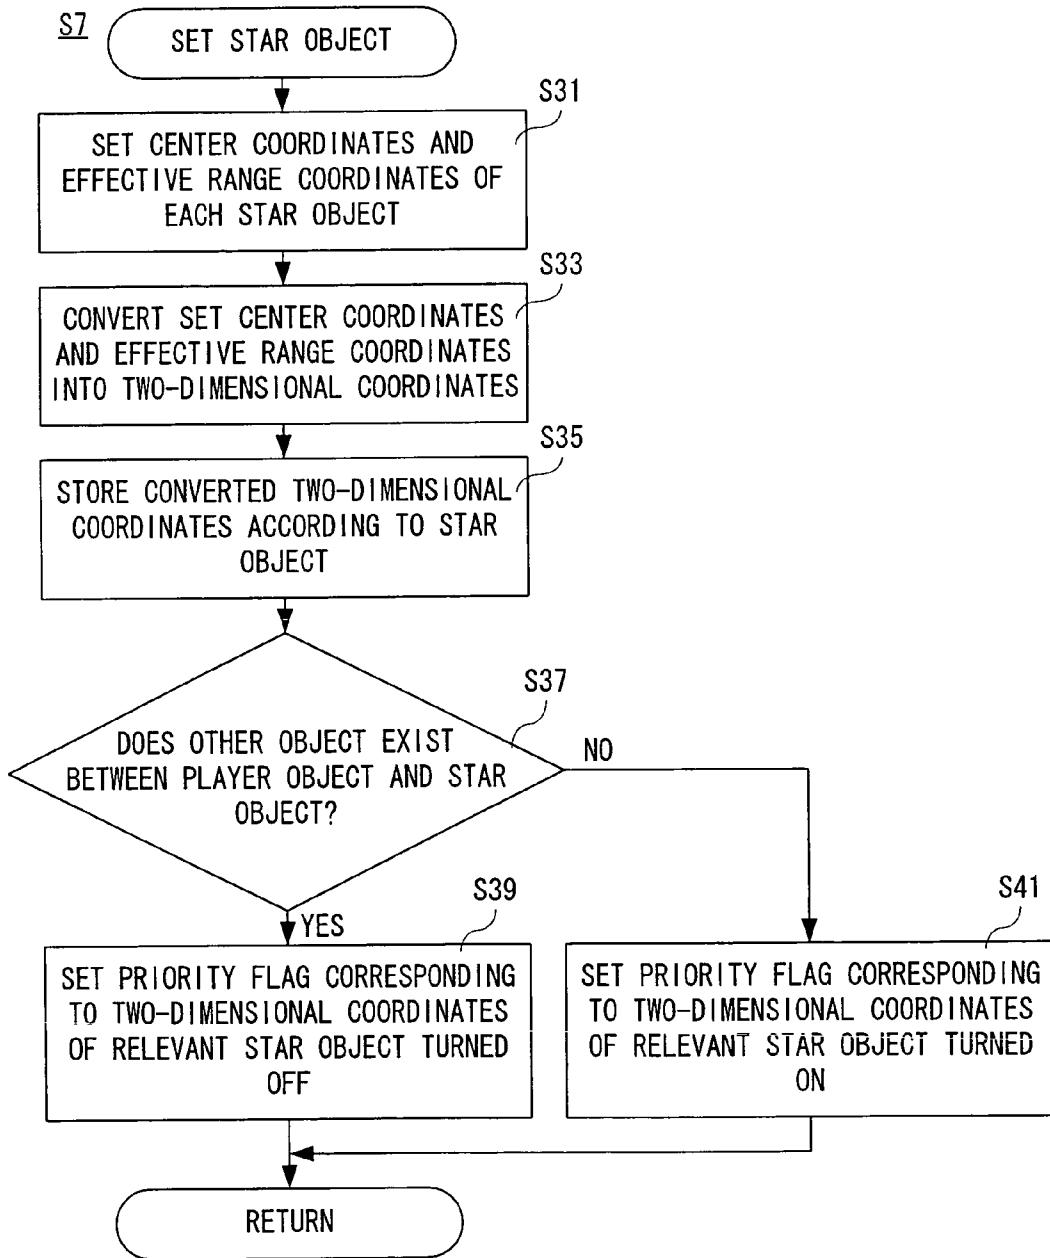 S7
SET STAR OBJECT
S31
SET CENTER COORDINATES AND
EFFECTIVE RANGE COORDINATES OF
EACH STAR OBJECT
S33
CONVERT SET CENTER COORDINATES
AND EFFECTIVE RANGE COORDINATES
INTO TWO-DIMENSIONAL COORDINATES
S35
STORE CONVERTED TWO-DIMENSIONAL
COORDINATES ACCORDING TO STAR
OBJECT
S37
DOES OTHER OBJECT EXIST
BETWEEN PLAYER OBJECT AND STAR
OBJECT?
NO
YES
S39
SET PRIORITY FLAG CORRESPONDING
TO TWO-DIMENSIONAL COORDINATES
OF RELEVANT STAR OBJECT TURNED
OFF
S41
SET PRIORITY FLAG CORRESPONDING
TO TWO-DIMENSIONAL COORDINATES
OF RELEVANT STAR OBJECT TURNED
ON
RETURN